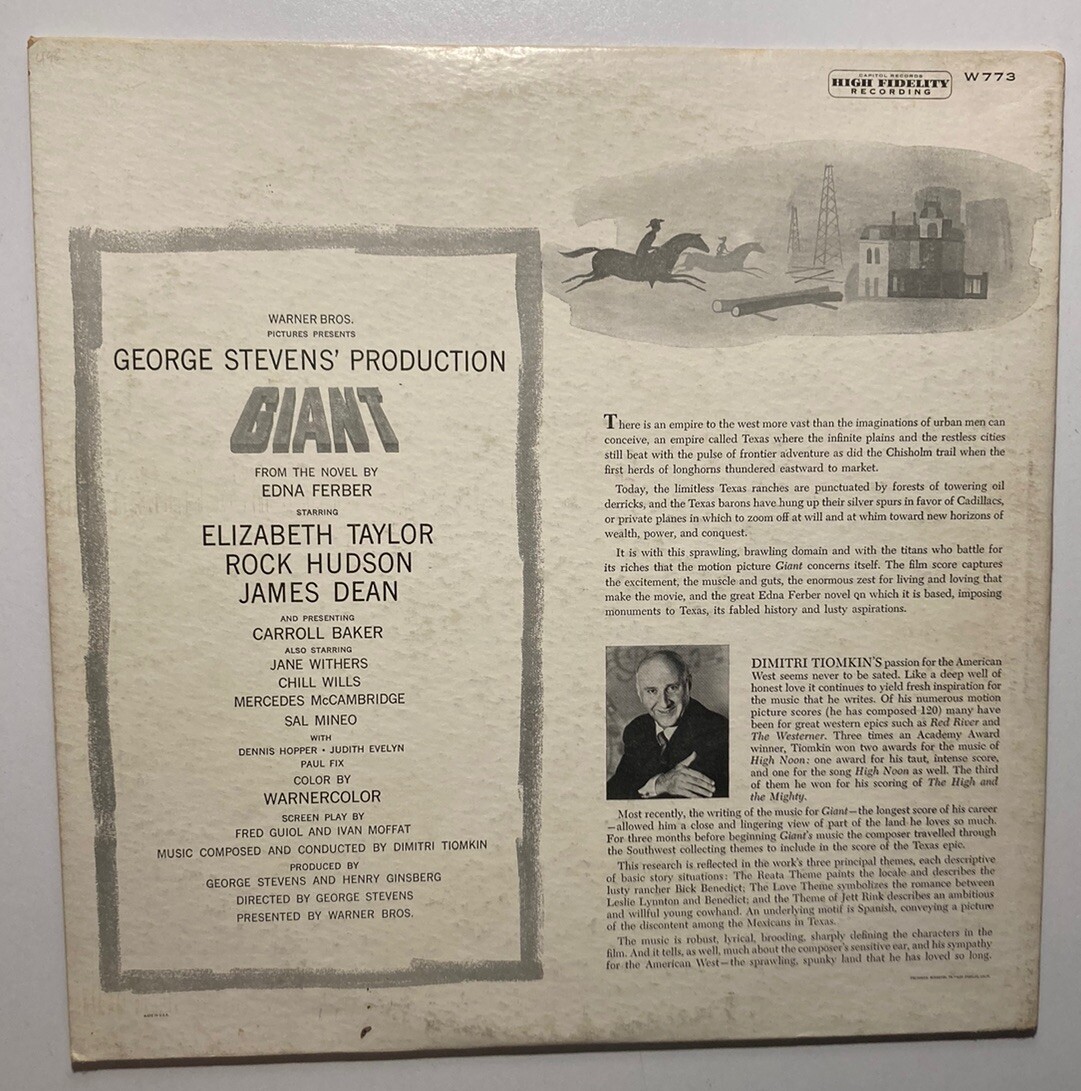 CAPITOL RECORDS
HIGH FIDELITY
RECORDING
W773
WARNER BROS.
PICTURES PRESENTS
GEORGE STEVENS' PRODUCTION
GIANT
FROM THE NOVEL BY
EDNA FERBER
STARRING
ELIZABETH TAYLOR
ROCK HUDSON
JAMES DEAN
AND PRESENTING
CARROLL BAKER
ALSO STARRING
JANE WITHERS
CHILL WILLS
MERCEDES McCAMBRIDGE
SAL MINEO
WITH
DENNIS HOPPER • JUDITH EVELYN
PAUL FIX
COLOR BY
WARNERCOLOR
SCREEN PLAY BY
FRED GUIOL AND IVAN MOFFAT
MUSIC COMPOSED AND CONDUCTED BY DIMITRI TIOMKIN
PRODUCED BY
GEORGE STEVENS AND HENRY GINSBERG
DIRECTED BY GEORGE STEVENS
PRESENTED BY WARNER BROS.
There is an empire to the west more vast than the imaginations of urban men can
conceive, an empire called Texas where the infinite plains and the restless cities
still beat with the pulse of frontier adventure as did the Chisholm trail when the
first herds of longhorns thundered eastward to market.
Today, the limitless Texas ranches are punctuated by forests of towering oil
derricks, and the Texas barons have hung up their silver spurs in favor of Cadillacs,
or private planes in which to zoom off at will and at whim toward new horizons of
wealth, power, and conquest.
It is with this sprawling, brawling domain and with the titans who battle for
its riches that the motion picture Giant concerns itself. The film score captures
the excitement, the muscle and guts, the enormous zest for living and loving that
make the movie, and the great Edna Ferber novel on which it is based, imposing
monuments to Texas, its fabled history and lusty aspirations.
DIMITRI TIOMKIN'S passion for the American
West seems never to be sated. Like a deep well of
honest love it continues to yield fresh inspiration for
the music that he writes. Of his numerous motion
picture scores (he has composed 120) many have
been for great western epics such as Red River and
The Westerner. Three times an Academy Award
winner, Tiomkin won two awards for the music of
High Noon: one award for his taut, intense score,
and one for the song High Noon as well. The third
of them he won for his scoring of The High and
the Mighty.
Most recently, the writing of the music for Giant—the longest score of his career
—allowed him a close and lingering view of part of the land he loves so much.
For three months before beginning Giant's music the composer travelled through
the Southwest collecting themes to include in the score of the Texas epic.
This research is reflected in the work's three principal themes, each descriptive
of basic story situations: The Reata Theme paints the locale and describes the
lusty rancher Bick Benedict; The Love Theme symbolizes the romance between
Leslie Lynnton and Benedict; and the Theme of Jett Rink describes an ambitious
and willful young cowhand. An underlying motif is Spanish, conveying a picture
of the discontent among the Mexicans in Texas.
The music is robust, lyrical, brooding, sharply defining the characters in the
film. And it tells, as well, much about the composer's sensitive ear, and his sympathy
for the American West—the sprawling, spunky land that he has loved so long.